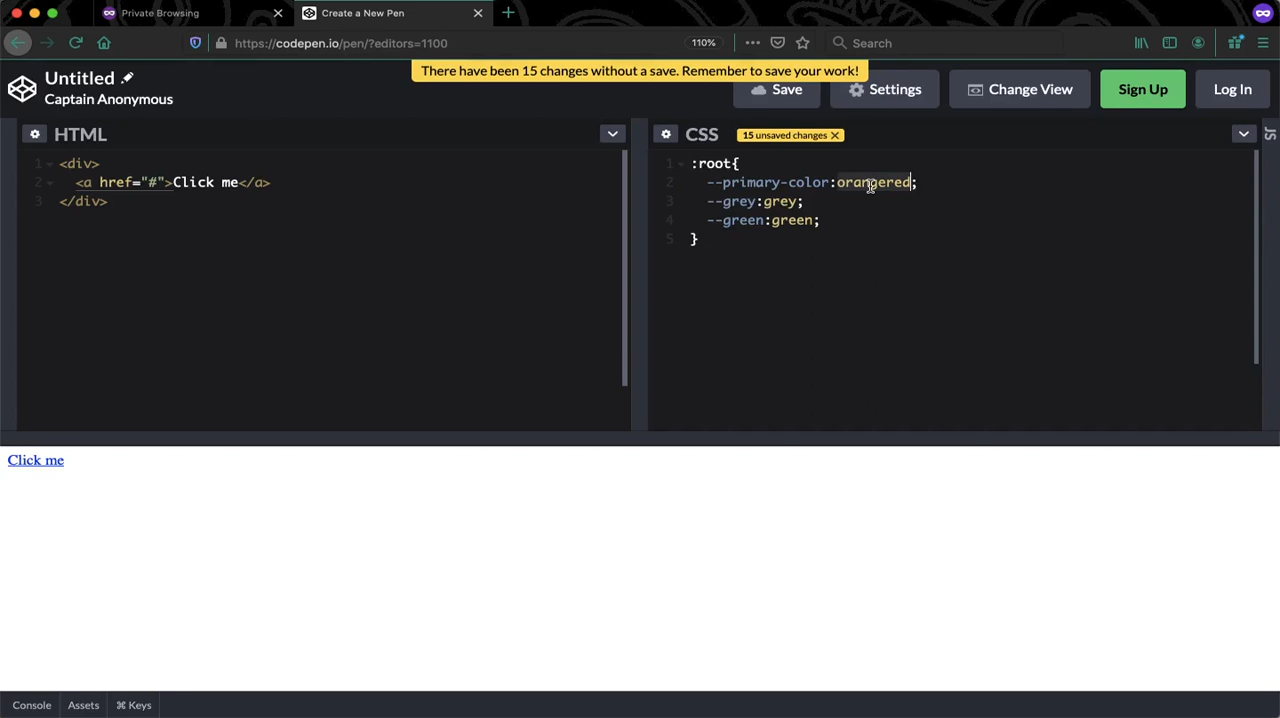 Private Browsing
Create a New Pen
https://codepen.io/pen/?editors=1100
110%
Search
There have been 15 changes without a save. Remember to save your work!
Untitled
Captain Anonymous
Save
Settings
Change View
Sign Up
Log In
HTML
1 <div>
2 <a href="#">Click me</a>
3 </div>
CSS
15 unsaved changes
JS
1 :root{
2 --primary-color:orangered;
3 --grey:grey;
4 --green:green;
5 }
Click me
Console
Assets
⌘ Keys